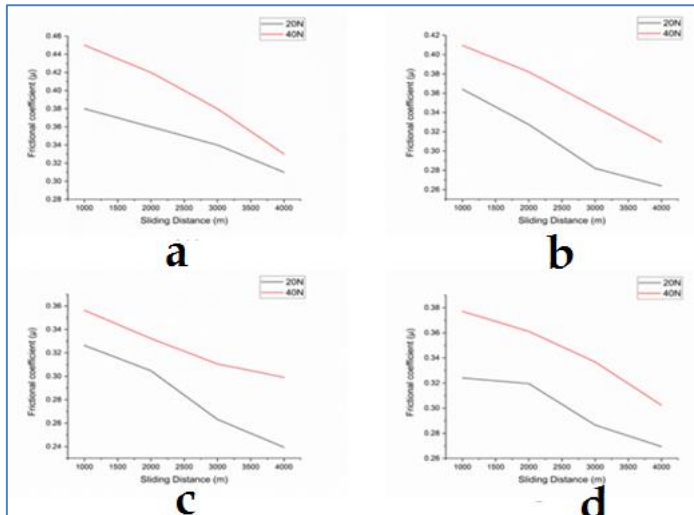 20N
40N
Frictional coefficient (μ)
0.46
0.44
0.42
0.40
0.38
0.36
0.34
0.32
0.30
0.28
1000 1500 2000 2500 3000 3500 4000
Sliding Distance (m)
a
20N
40N
Frictional coefficient (μ)
0.42
0.40
0.38
0.36
0.34
0.32
0.30
0.28
0.26
1000 1500 2000 2500 3000 3500 4000
Sliding Distance (m)
b
20N
40N
Frictional coefficient (μ)
0.36
0.34
0.32
0.30
0.28
0.26
0.24
1000 1500 2000 2500 3000 3500 4000
Sliding Distance (m)
c
20N
40N
Frictional coefficient (μ)
0.38
0.36
0.34
0.32
0.30
0.28
0.26
1000 1500 2000 2500 3000 3500 4000
Sliding Distance (m)
d